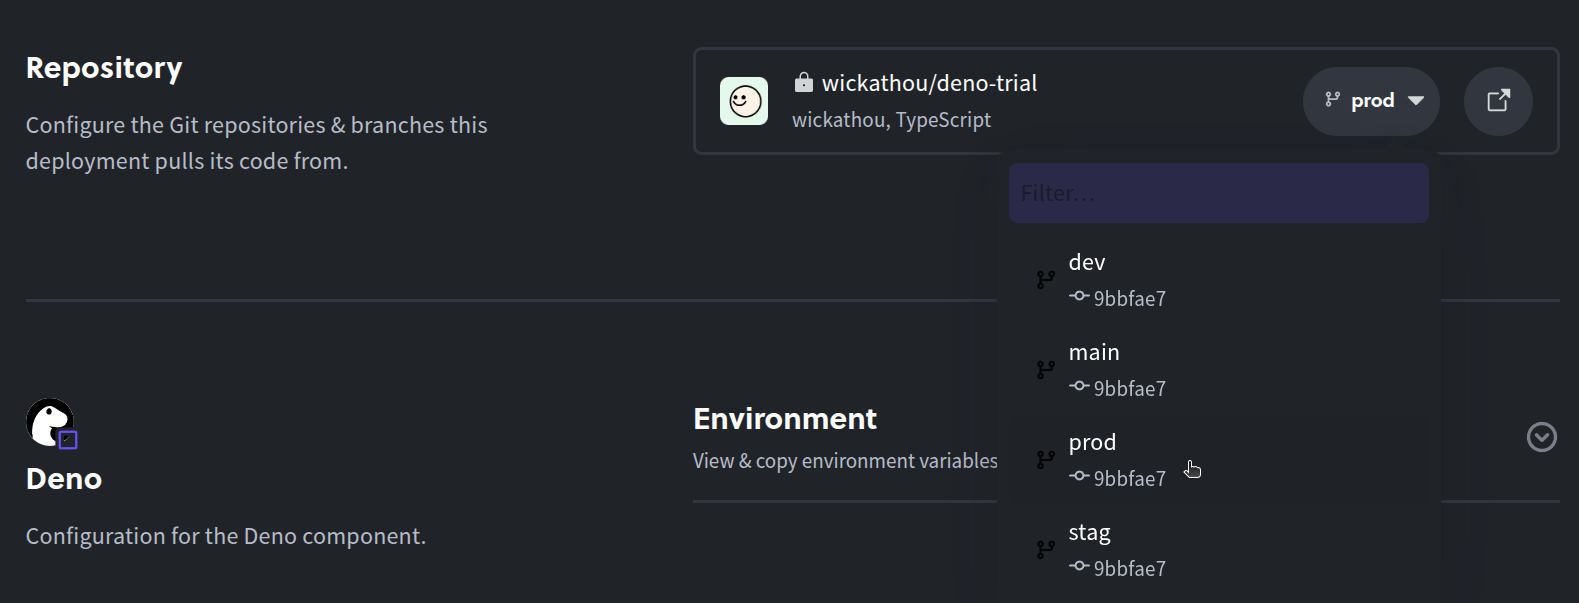 Repository
Configure the Git repositories & branches this
deployment pulls its code from.
wickathou/deno-trial
wickathou, TypeScript
prod
Filter...
dev
9bbfae7
main
9bbfae7
prod
9bbfae7
stag
9bbfae7
Environment
View & copy environment variables
Deno
Configuration for the Deno component.